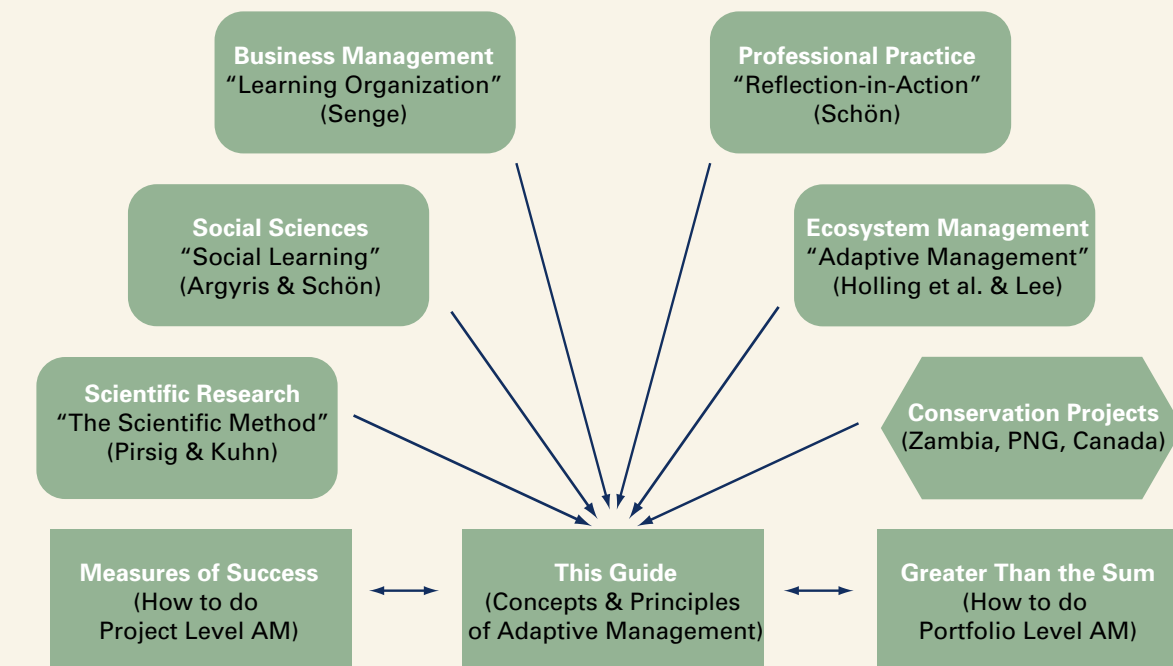 Business Management
“Learning Organization”
(Senge)
Professional Practice
“Reflection-in-Action”
(Schön)
Social Sciences
“Social Learning”
(Argyris & Schön)
Ecosystem Management
“Adaptive Management”
(Holling et al. & Lee)
Scientific Research
“The Scientific Method”
(Pirsig & Kuhn)
Conservation Projects
(Zambia, PNG, Canada)
Measures of Success
(How to do
Project Level AM)
This Guide
(Concepts & Principles
of Adaptive Management)
Greater Than the Sum
(How to do
Portfolio Level AM)